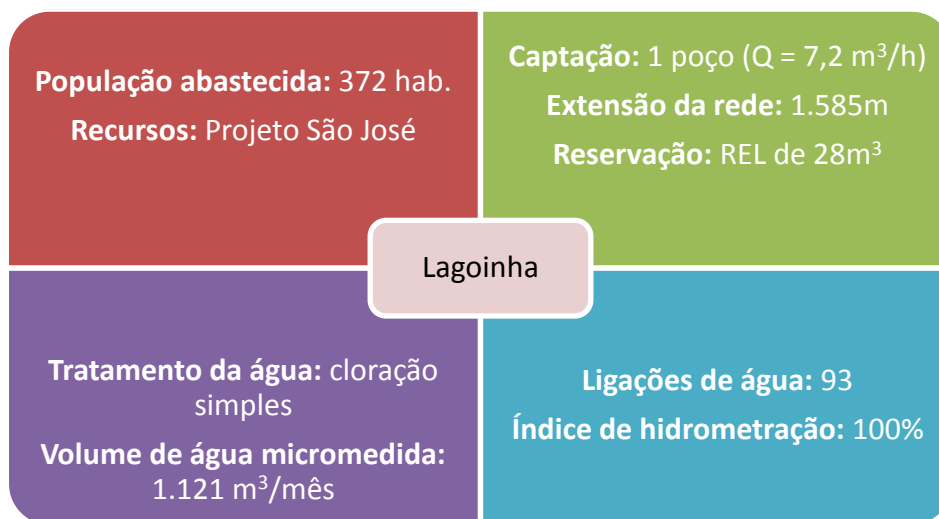 População abastecida: 372 hab.
Recursos: Projeto São José
Captação: 1 poço (Q = 7,2 m³/h)
Extensão da rede: 1.585m
Reservação: REL de 28m³
Lagoinha
Tratamento da água: cloração
simples
Volume de água micromedida:
1.121 m³/mês
Ligações de água: 93
Índice de hidrometração: 100%